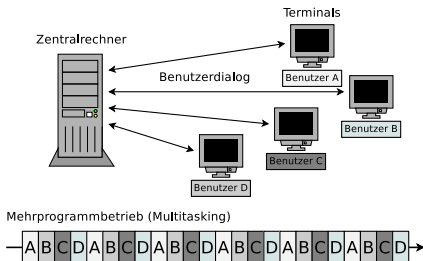 Terminals
Zentralrechner
Benutzer A
Benutzerdialog
Benutzer B
Benutzer C
Benutzer D
Mehrprogrammbetrieb (Multitasking)
A B C D A B C D A B C D A B C D A B C D A B C D